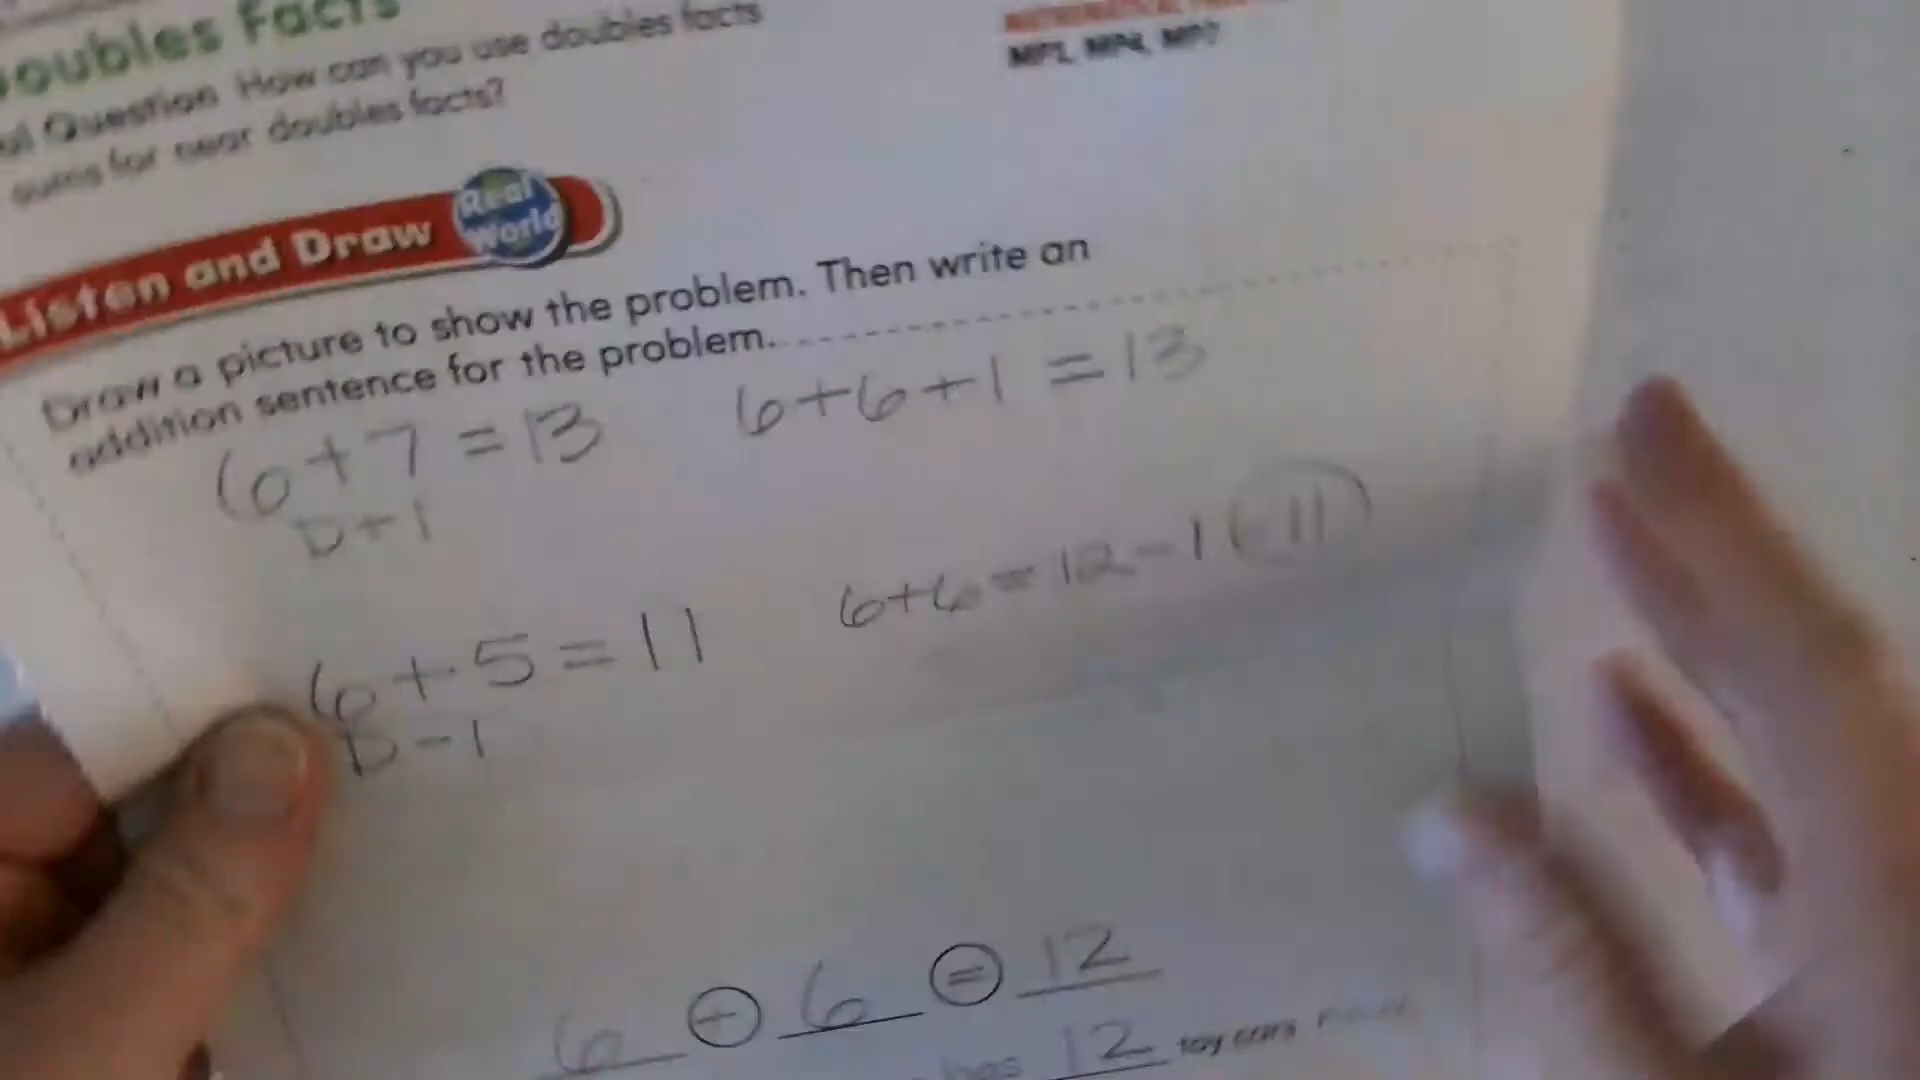 Doubles Facts
Question How can you use doubles facts
sums for near doubles facts?
MP1, MP4, MP7
Listen and Draw Real World
Draw a picture to show the problem. Then write an
addition sentence for the problem.
6+7=13 6+6+1=13
D+1
6+5=11 6+6=12-1=11
D-1
6 + 6 = 12
has 12 toy cars now.